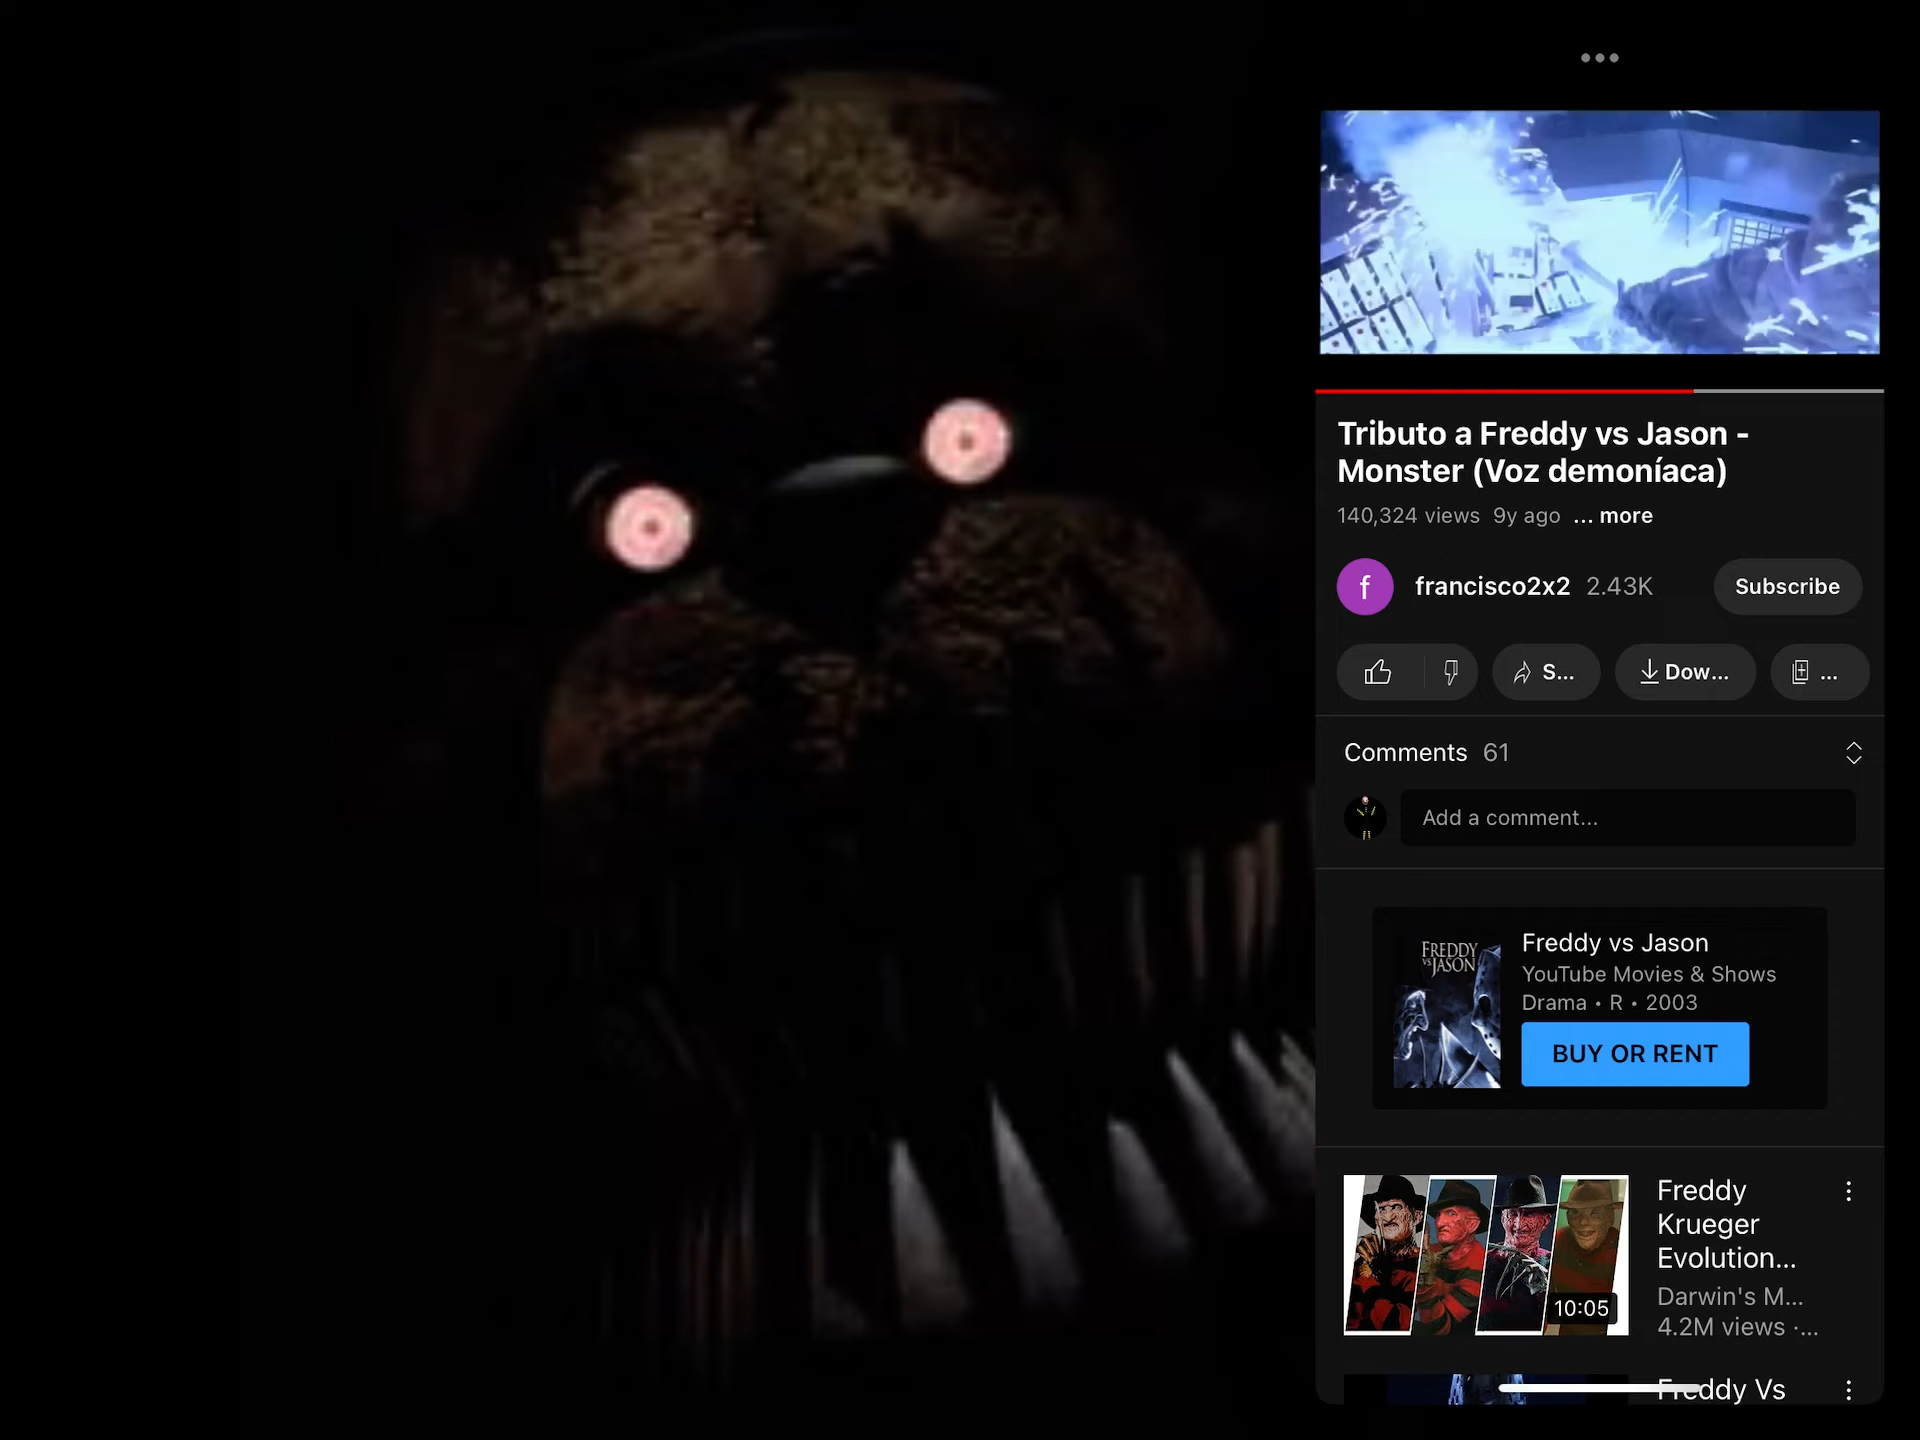 Tributo a Freddy vs Jason -
Monster (Voz demoníaca)
140,324 views 9y ago ... more
f
francisco2x2 2.43K
Subscribe
S...
Dow...
...
Comments 61
Add a comment...
FREDDY
VS JASON
Freddy vs Jason
YouTube Movies & Shows
Drama • R • 2003
BUY OR RENT
10:05
Freddy
Krueger
Evolution...
Darwin's M...
4.2M views ·...
Freddy Vs